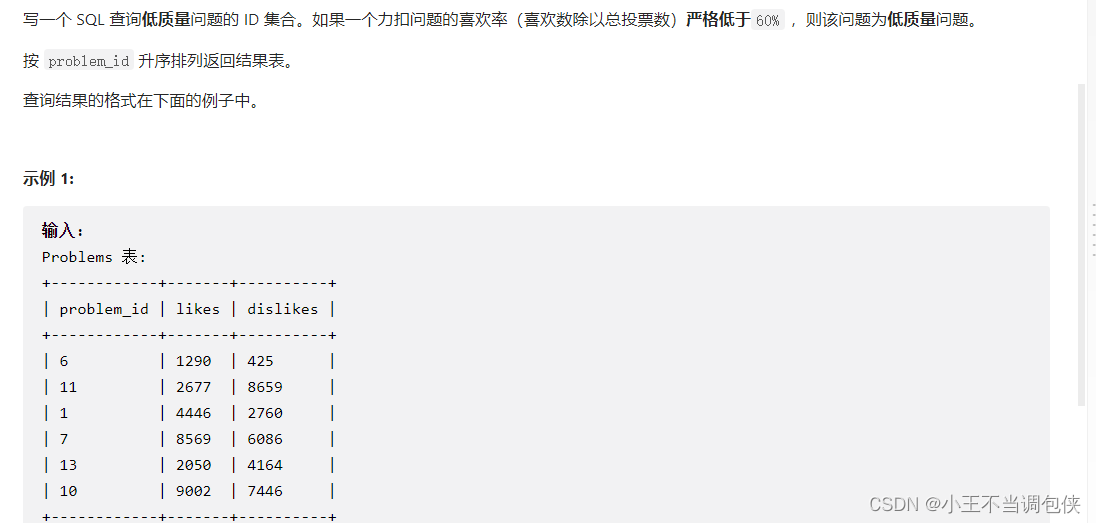 写一个 SQL 查询低质量问题的 ID 集合。如果一个力扣问题的喜欢率（喜欢数除以总投票数）严格低于 60% ，则该问题为低质量问题。
按 problem_id 升序排列返回结果表。
查询结果的格式在下面的例子中。
示例 1:
输入：
Problems 表:
+------------+-------+----------+
| problem_id | likes | dislikes |
+------------+-------+----------+
| 6          | 1290  | 425      |
| 11         | 2677  | 8659     |
| 1          | 4446  | 2760     |
| 7          | 8569  | 6086     |
| 13         | 2050  | 4164     |
| 10         | 9002  | 7446     |
+------------+-------+----------+
CSDN @小王不当调包侠